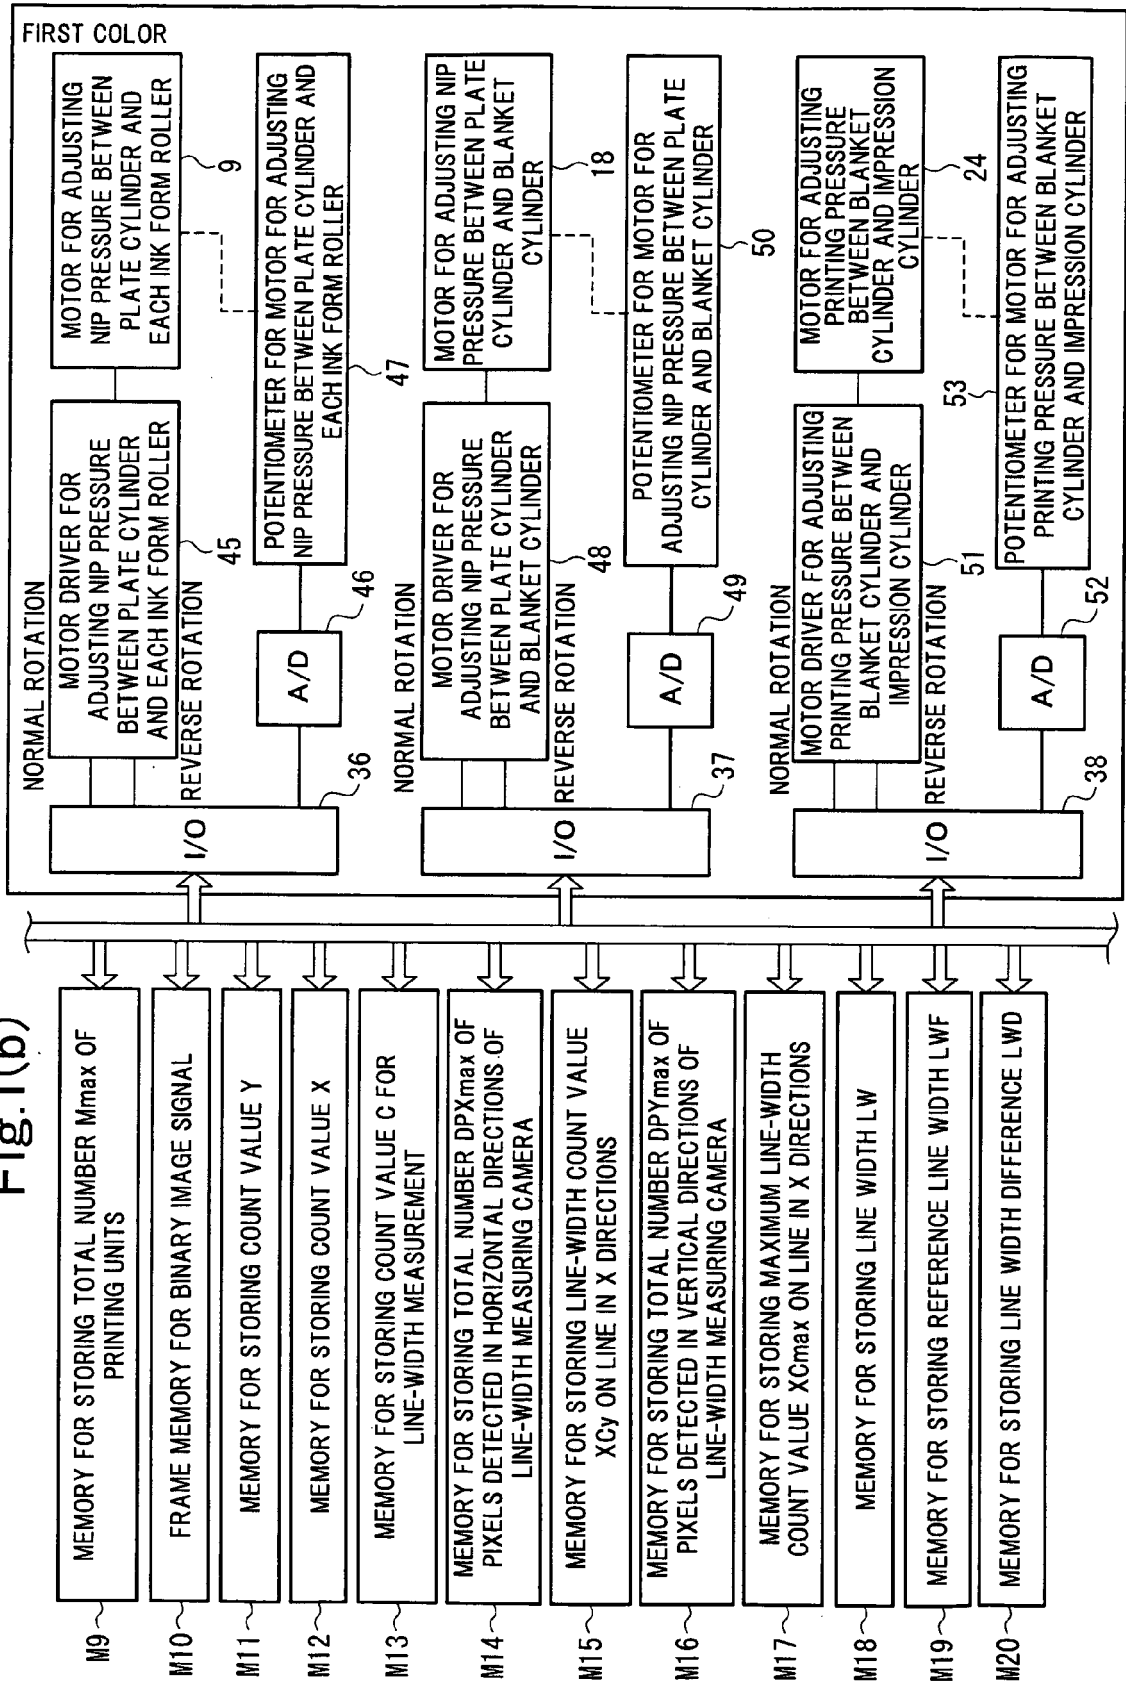 Fig.1(b)
M9
MEMORY FOR STORING TOTAL NUMBER Mmax OF
PRINTING UNITS
M10
FRAME MEMORY FOR BINARY IMAGE SIGNAL
M11
MEMORY FOR STORING COUNT VALUE Y
M12
MEMORY FOR STORING COUNT VALUE X
M13
MEMORY FOR STORING COUNT VALUE C FOR
LINE-WIDTH MEASUREMENT
M14
MEMORY FOR STORING TOTAL NUMBER DPXmax OF
PIXELS DETECTED IN HORIZONTAL DIRECTIONS OF
LINE-WIDTH MEASURING CAMERA
M15
MEMORY FOR STORING LINE-WIDTH COUNT VALUE
XCy ON LINE IN X DIRECTIONS
M16
MEMORY FOR STORING TOTAL NUMBER DPYmax OF
PIXELS DETECTED IN VERTICAL DIRECTIONS OF
LINE-WIDTH MEASURING CAMERA
M17
MEMORY FOR STORING MAXIMUM LINE-WIDTH
COUNT VALUE XCmax ON LINE IN X DIRECTIONS
M18
MEMORY FOR STORING LINE WIDTH LW
M19
MEMORY FOR STORING REFERENCE LINE WIDTH LWF
M20
MEMORY FOR STORING LINE WIDTH DIFFERENCE LWD
FIRST COLOR
I/O
36
NORMAL ROTATION
MOTOR DRIVER FOR
ADJUSTING NIP PRESSURE
BETWEEN PLATE CYLINDER
AND EACH INK FORM ROLLER
45
REVERSE ROTATION
MOTOR FOR ADJUSTING
NIP PRESSURE BETWEEN
PLATE CYLINDER AND
EACH INK FORM ROLLER
9
A/D
46
POTENTIOMETER FOR MOTOR FOR ADJUSTING
NIP PRESSURE BETWEEN PLATE CYLINDER AND
EACH INK FORM ROLLER
47
I/O
37
NORMAL ROTATION
MOTOR DRIVER FOR
ADJUSTING NIP PRESSURE
BETWEEN PLATE CYLINDER
AND BLANKET CYLINDER
48
REVERSE ROTATION
MOTOR FOR ADJUSTING NIP
PRESSURE BETWEEN PLATE
CYLINDER AND BLANKET
CYLINDER
18
A/D
49
POTENTIOMETER FOR MOTOR FOR
ADJUSTING NIP PRESSURE BETWEEN PLATE
CYLINDER AND BLANKET CYLINDER
50
I/O
38
NORMAL ROTATION
MOTOR DRIVER FOR ADJUSTING
PRINTING PRESSURE BETWEEN
BLANKET CYLINDER AND
IMPRESSION CYLINDER
51
REVERSE ROTATION
MOTOR FOR ADJUSTING
PRINTING PRESSURE
BETWEEN BLANKET
CYLINDER AND IMPRESSION
CYLINDER
24
A/D
52
POTENTIOMETER FOR MOTOR FOR ADJUSTING
PRINTING PRESSURE BETWEEN BLANKET
CYLINDER AND IMPRESSION CYLINDER
53